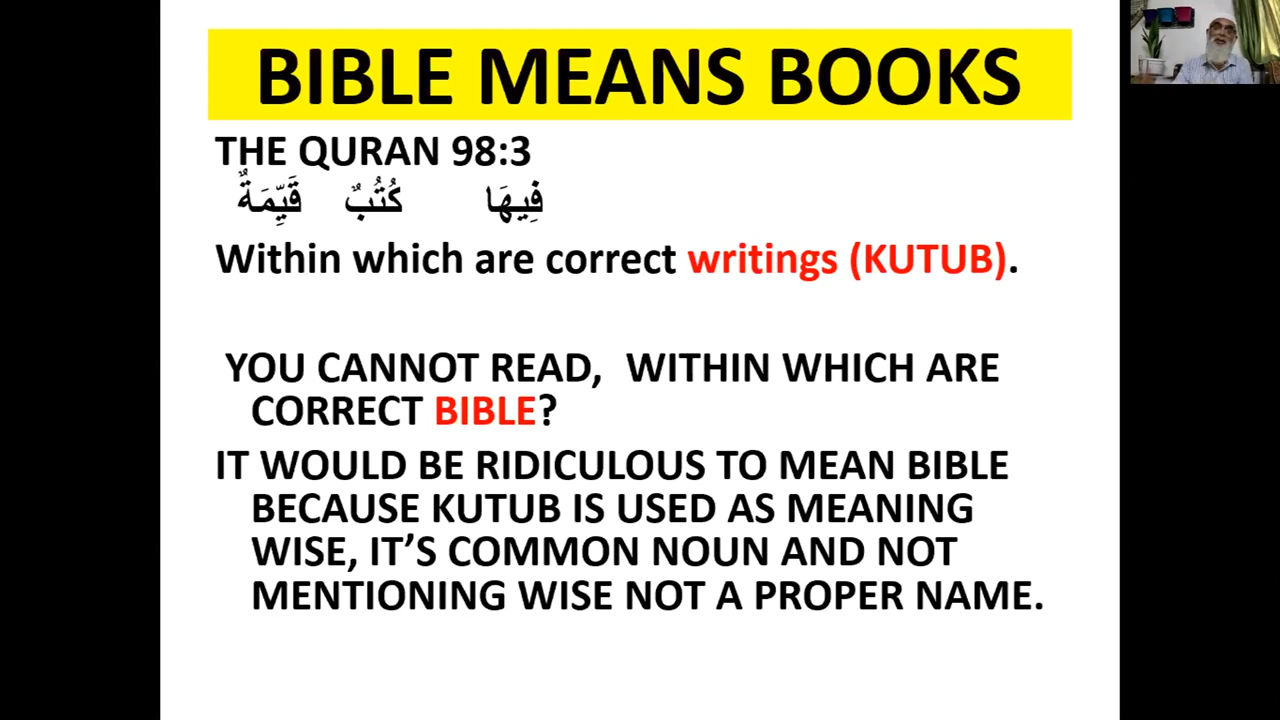 BIBLE MEANS BOOKS
THE QURAN 98:3
فِيهَا كُتُبٌ قَيِّمَةٌ
Within which are correct writings (KUTUB).
YOU CANNOT READ, WITHIN WHICH ARE
CORRECT BIBLE?
IT WOULD BE RIDICULOUS TO MEAN BIBLE
BECAUSE KUTUB IS USED AS MEANING
WISE, IT’S COMMON NOUN AND NOT
MENTIONING WISE NOT A PROPER NAME.